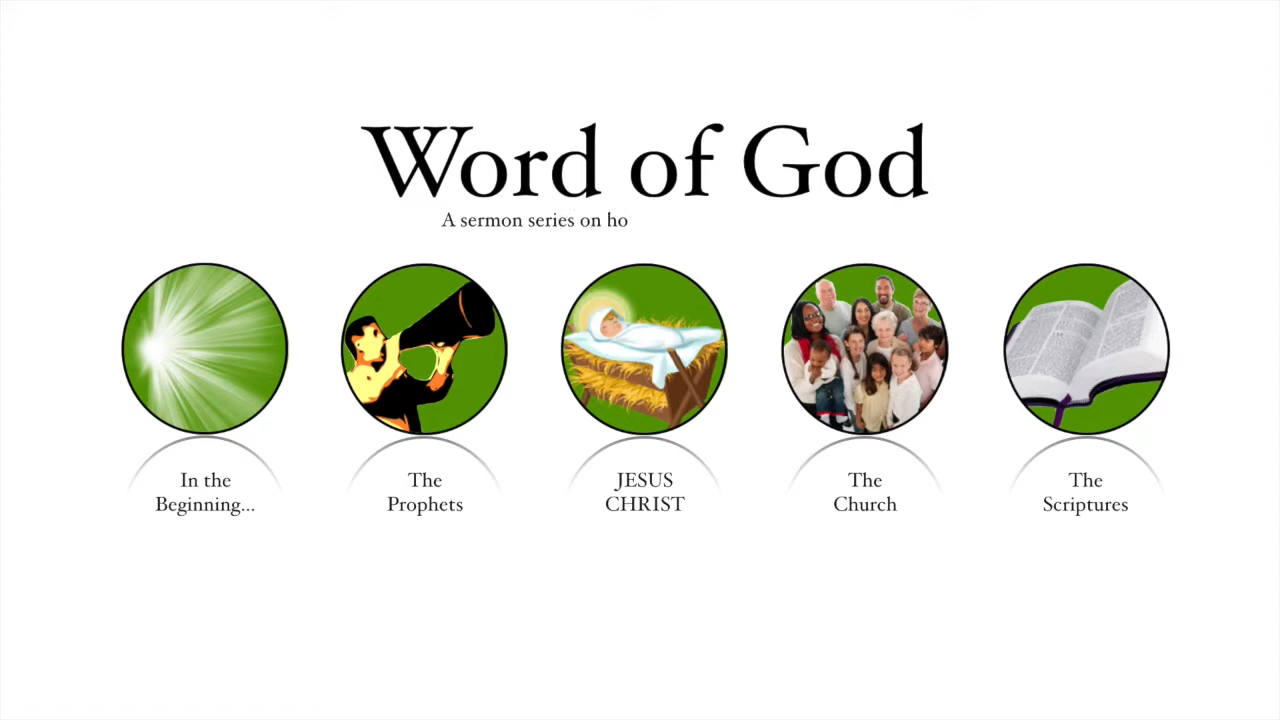 Word of God
A sermon series on ho
In the
Beginning...
The
Prophets
JESUS
CHRIST
The
Church
The
Scriptures